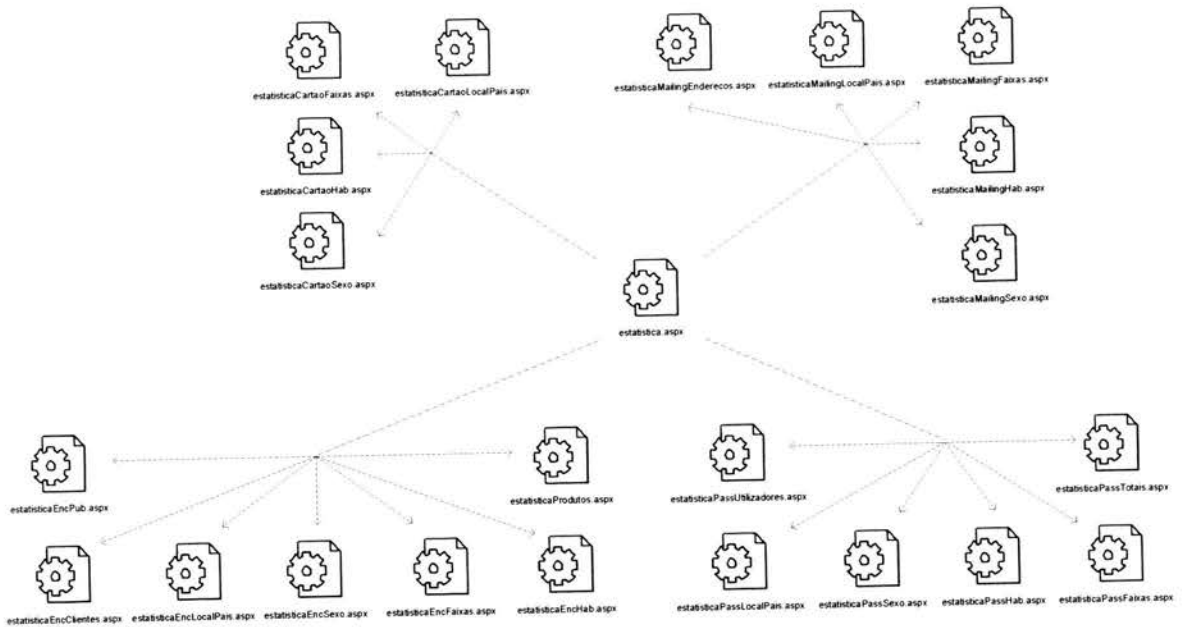 estatisticaCartaoFaixas.aspx
estatisticaCartaoLocalPais.aspx
estatisticaMailingEnderecos.aspx
estatisticaMailingLocalPais.aspx
estatisticaMailingFaixas.aspx
estatisticaCartaoHab.aspx
estatisticaMailingHab.aspx
estatisticaCartaoSexo.aspx
estatisticaMailingSexo.aspx
estatistica.aspx
estatisticaEncPub.aspx
estatisticaProdutos.aspx
estatisticaPassUtilizadores.aspx
estatisticaPassTotais.aspx
estatisticaEncClientes.aspx
estatisticaEncLocalPais.aspx
estatisticaEncSexo.aspx
estatisticaEncFaixas.aspx
estatisticaEncHab.aspx
estatisticaPassLocalPais.aspx
estatisticaPassSexo.aspx
estatisticaPassHab.aspx
estatisticaPassFaixas.aspx